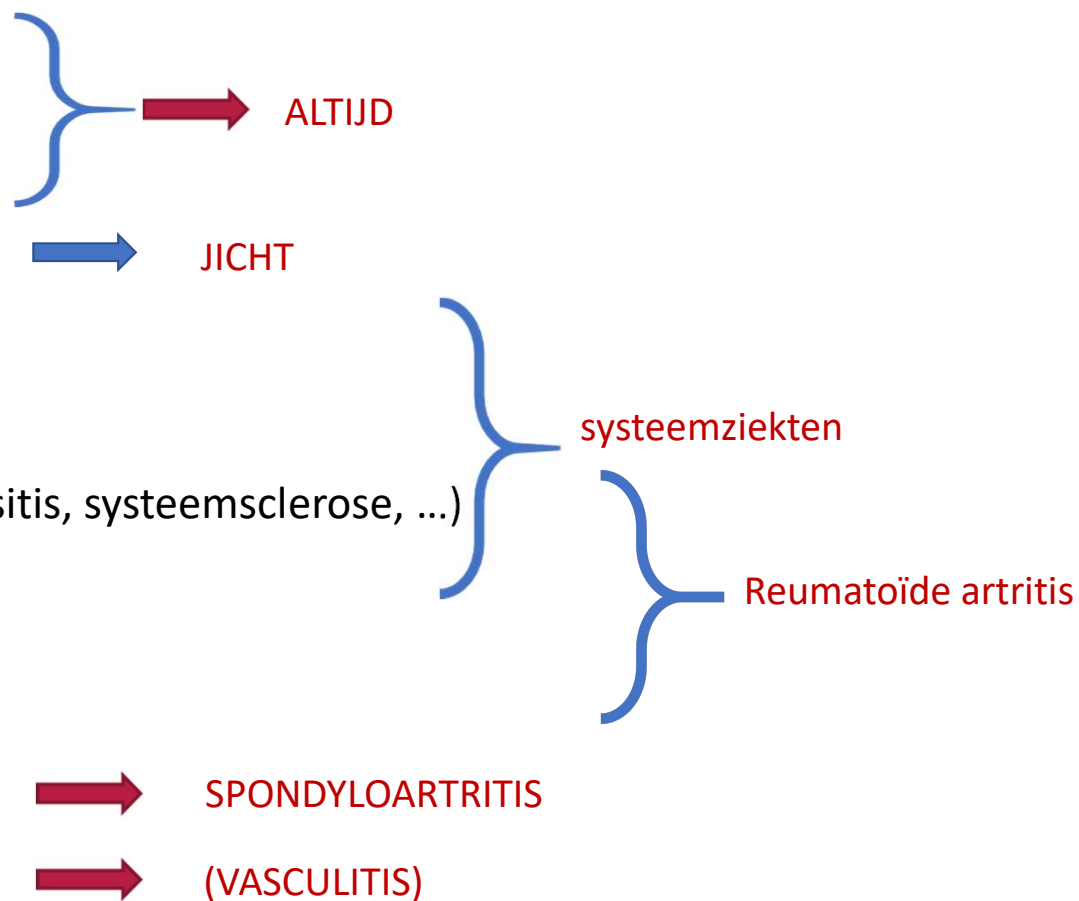 ALTIJD
JICHT
systeemziekten
sitis, systeemsclerose, …)
Reumatoïde artritis
SPONDYLOARTRITIS
(VASCULITIS)